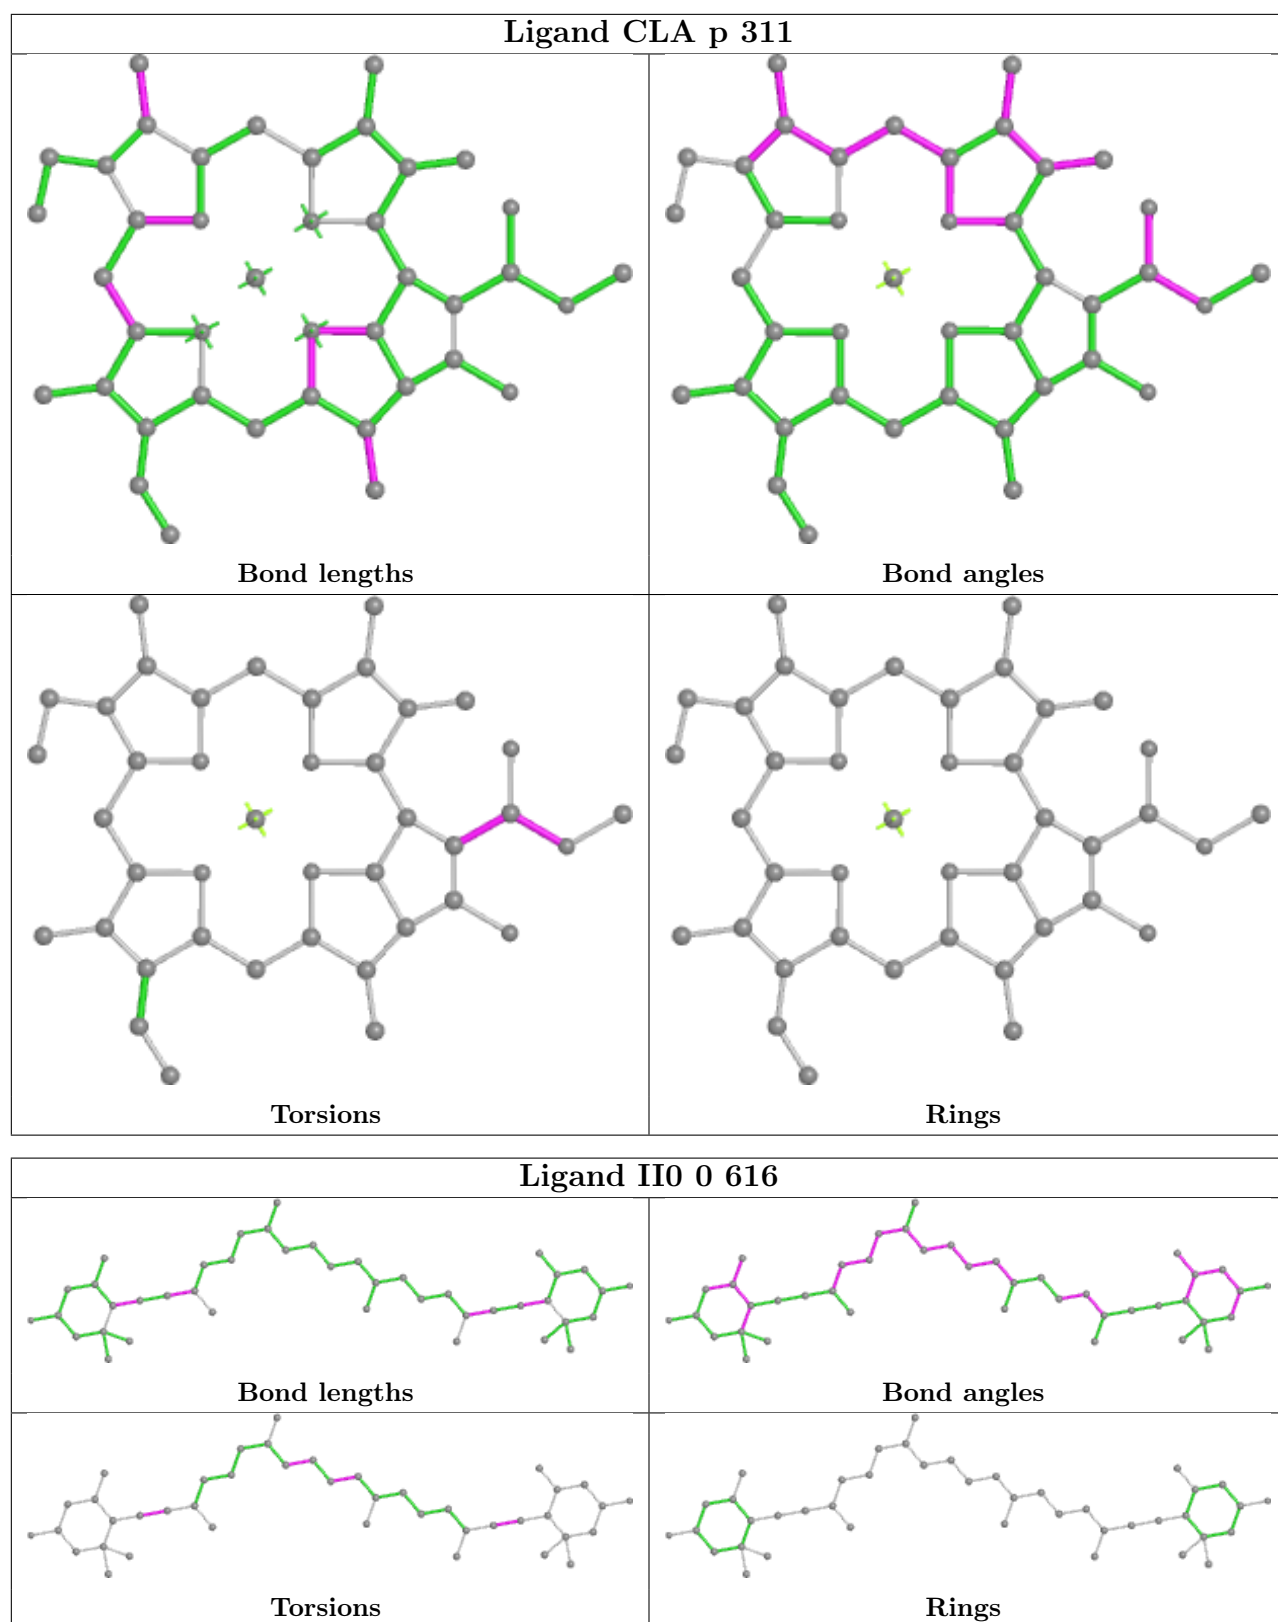 Ligand CLA p 311
Bond lengths
Bond angles
Torsions
Rings
Ligand II0 0 616
Bond lengths
Bond angles
Torsions
Rings